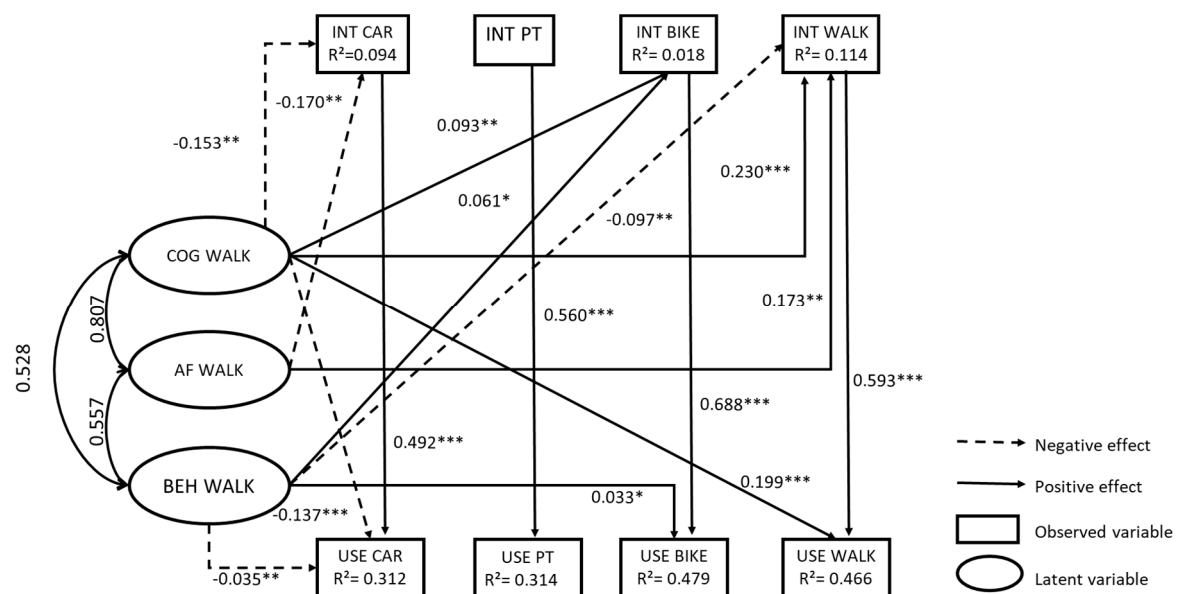 INT CAR
R²=0.094
INT PT
INT BIKE
R²= 0.018
INT WALK
R²= 0.114
-0.170**
-0.153**
0.093**
0.061*
0.230***
-0.097**
COG WALK
0.807
0.528
0.173**
0.560***
AF WALK
0.593***
0.557
0.688***
0.492***
BEH WALK
0.199***
0.033*
-0.137***
-0.035**
USE CAR
R²= 0.312
USE PT
R²= 0.314
USE BIKE
R²= 0.479
USE WALK
R²= 0.466
Negative effect
Positive effect
Observed variable
Latent variable